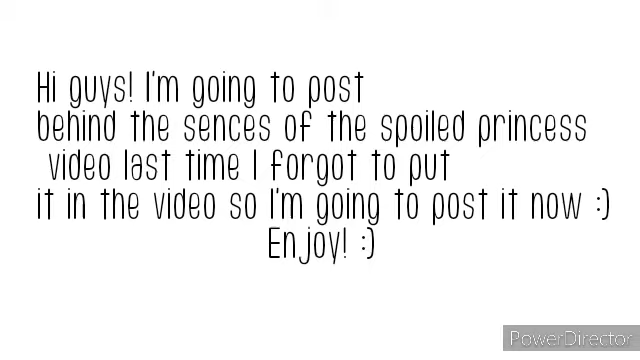 Hi guys! I'm going to post
behind the sences of the spoiled princess
video last time I forgot to put
it in the video so I'm going to post it now :)
Enjoy! :)
PowerDirector